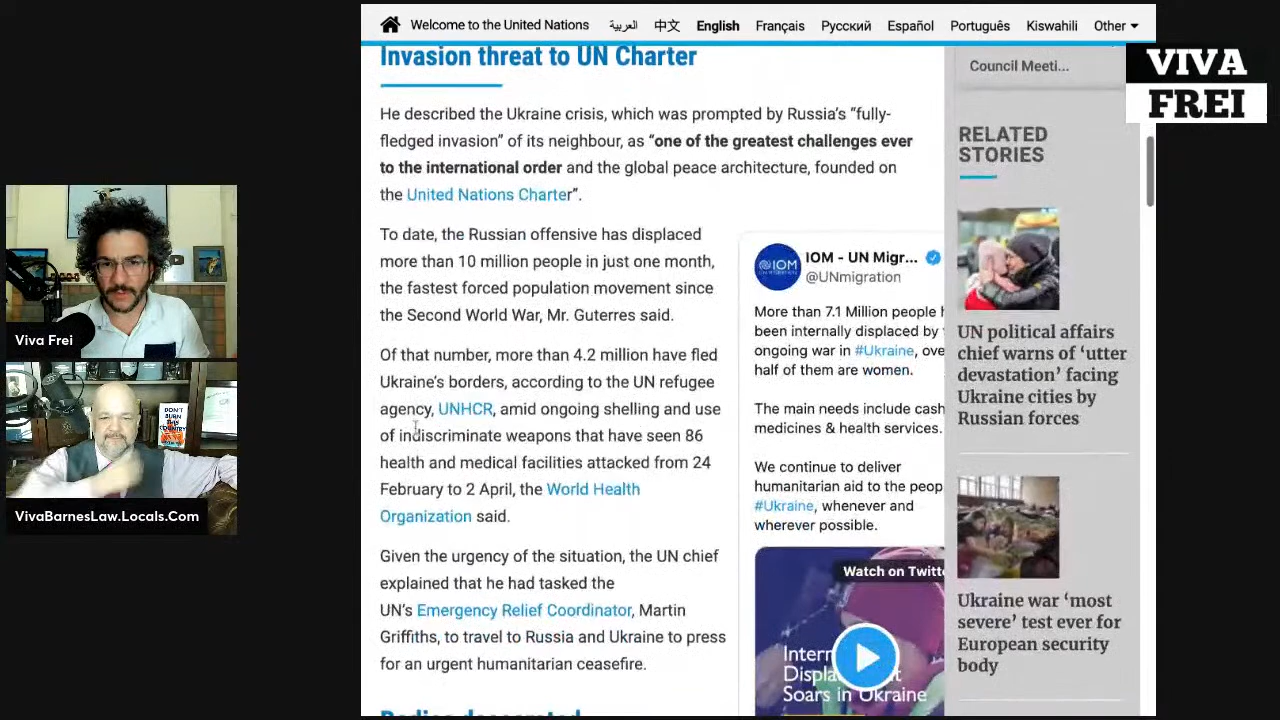 Welcome to the United Nations العربية 中文 English Français Русский Español Português Kiswahili Other
VIVA
FREI
Invasion threat to UN Charter
He described the Ukraine crisis, which was prompted by Russia's “fully-
fledged invasion” of its neighbour, as “one of the greatest challenges ever
to the international order and the global peace architecture, founded on
the United Nations Charter”.
To date, the Russian offensive has displaced
more than 10 million people in just one month,
the fastest forced population movement since
the Second World War, Mr. Guterres said.
Of that number, more than 4.2 million have fled
Ukraine's borders, according to the UN refugee
agency, UNHCR, amid ongoing shelling and use
of indiscriminate weapons that have seen 86
health and medical facilities attacked from 24
February to 2 April, the World Health
Organization said.
Given the urgency of the situation, the UN chief
explained that he had tasked the
UN's Emergency Relief Coordinator, Martin
Griffiths, to travel to Russia and Ukraine to press
for an urgent humanitarian ceasefire.
IOM
IOM - UN Migr...
@UNmigration
More than 7.1 Million people h
been internally displaced by
ongoing war in #Ukraine, ove
half of them are women.
The main needs include cash
medicines & health services.
We continue to deliver
humanitarian aid to the peop
#Ukraine, whenever and
wherever possible.
Watch on Twitte
Intern
Displa
Soars in Ukraine
Council Meeti...
RELATED
STORIES
UN political affairs
chief warns of ‘utter
devastation’ facing
Ukraine cities by
Russian forces
Ukraine war ‘most
severe’ test ever for
European security
body
Viva Frei
DON'T
BURN
THIS
COUNTRY
VivaBarnesLaw.Locals.Com